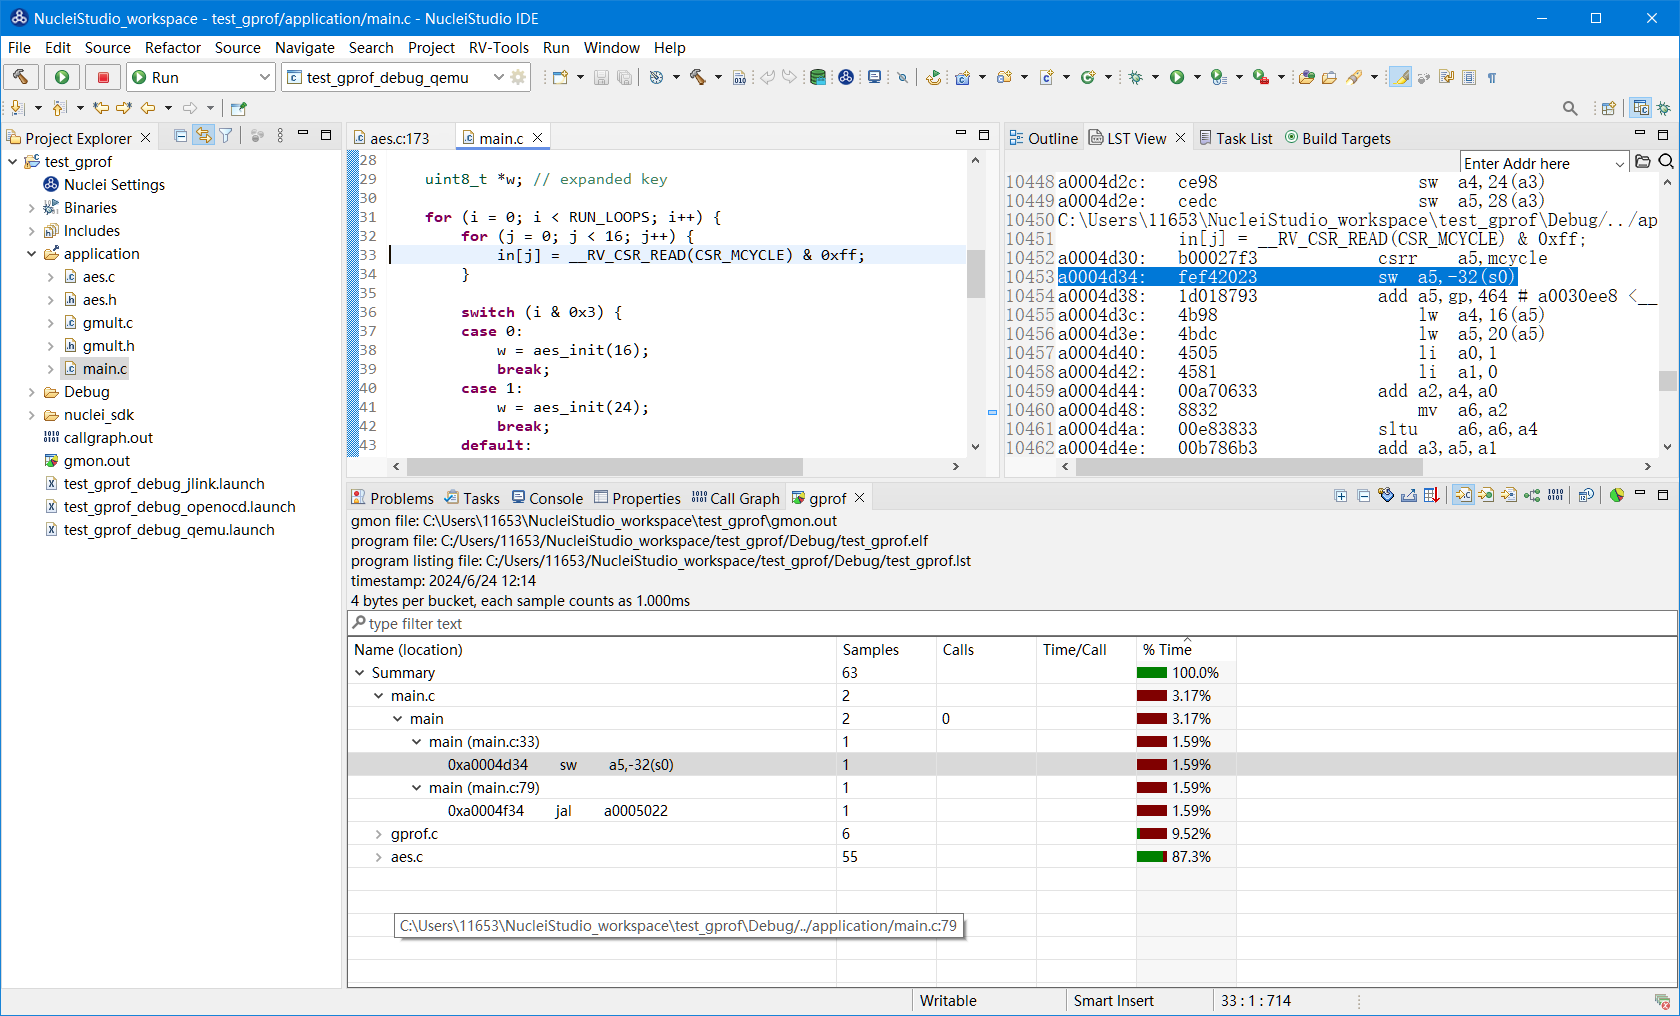 NucleiStudio_workspace - test_gprof/application/main.c - NucleiStudio IDE
File Edit Source Refactor Source Navigate Search Project RV-Tools Run Window Help
Run
test_gprof_debug_qemu
Project Explorer
test_gprof
Nuclei Settings
Binaries
Includes
application
aes.c
aes.h
gmult.c
gmult.h
main.c
Debug
nuclei_sdk
callgraph.out
gmon.out
test_gprof_debug_jlink.launch
test_gprof_debug_openocd.launch
test_gprof_debug_qemu.launch
aes.c:173 main.c
28
29 uint8_t *w; // expanded key
30
31 for (i = 0; i < RUN_LOOPS; i++) {
32 for (j = 0; j < 16; j++) {
33 in[j] = __RV_CSR_READ(CSR_MCYCLE) & 0xff;
34 }
35
36 switch (i & 0x3) {
37 case 0:
38 w = aes_init(16);
39 break;
40 case 1:
41 w = aes_init(24);
42 break;
43 default:
Outline LST View Task List Build Targets
Enter Addr here
10448 a0004d2c: ce98 sw a4,24(a3)
10449 a0004d2e: cedc sw a5,28(a3)
10450 C:\Users\11653\NucleiStudio_workspace\test_gprof\Debug/../ap
10451 in[j] = __RV_CSR_READ(CSR_MCYCLE) & 0xff;
10452 a0004d30: b00027f3 csrr a5,mcycle
10453 a0004d34: fef42023 sw a5,-32(s0)
10454 a0004d38: 1d018793 add a5,gp,464 # a0030ee8 <__
10455 a0004d3c: 4b98 lw a4,16(a5)
10456 a0004d3e: 4bdc lw a5,20(a5)
10457 a0004d40: 4505 li a0,1
10458 a0004d42: 4581 li a1,0
10459 a0004d44: 00a70633 add a2,a4,a0
10460 a0004d48: 8832 mv a6,a2
10461 a0004d4a: 00e83833 sltu a6,a6,a4
10462 a0004d4e: 00b786b3 add a3,a5,a1
Problems Tasks Console Properties Call Graph gprof
gmon file: C:\Users\11653\NucleiStudio_workspace\test_gprof\gmon.out
program file: C:/Users/11653/NucleiStudio_workspace/test_gprof/Debug/test_gprof.elf
program listing file: C:/Users/11653/NucleiStudio_workspace/test_gprof/Debug/test_gprof.lst
timestamp: 2024/6/24 12:14
4 bytes per bucket, each sample counts as 1.000ms
type filter text
Name (location) Samples Calls Time/Call % Time
Summary 63 100.0%
main.c 2 3.17%
main 2 0 3.17%
main (main.c:33) 1 1.59%
0xa0004d34 sw a5,-32(s0) 1 1.59%
main (main.c:79) 1 1.59%
0xa0004f34 jal a0005022 1 1.59%
gprof.c 6 9.52%
aes.c 55 87.3%
C:\Users\11653\NucleiStudio_workspace\test_gprof\Debug/../application/main.c:79
Writable Smart Insert 33 : 1 : 714